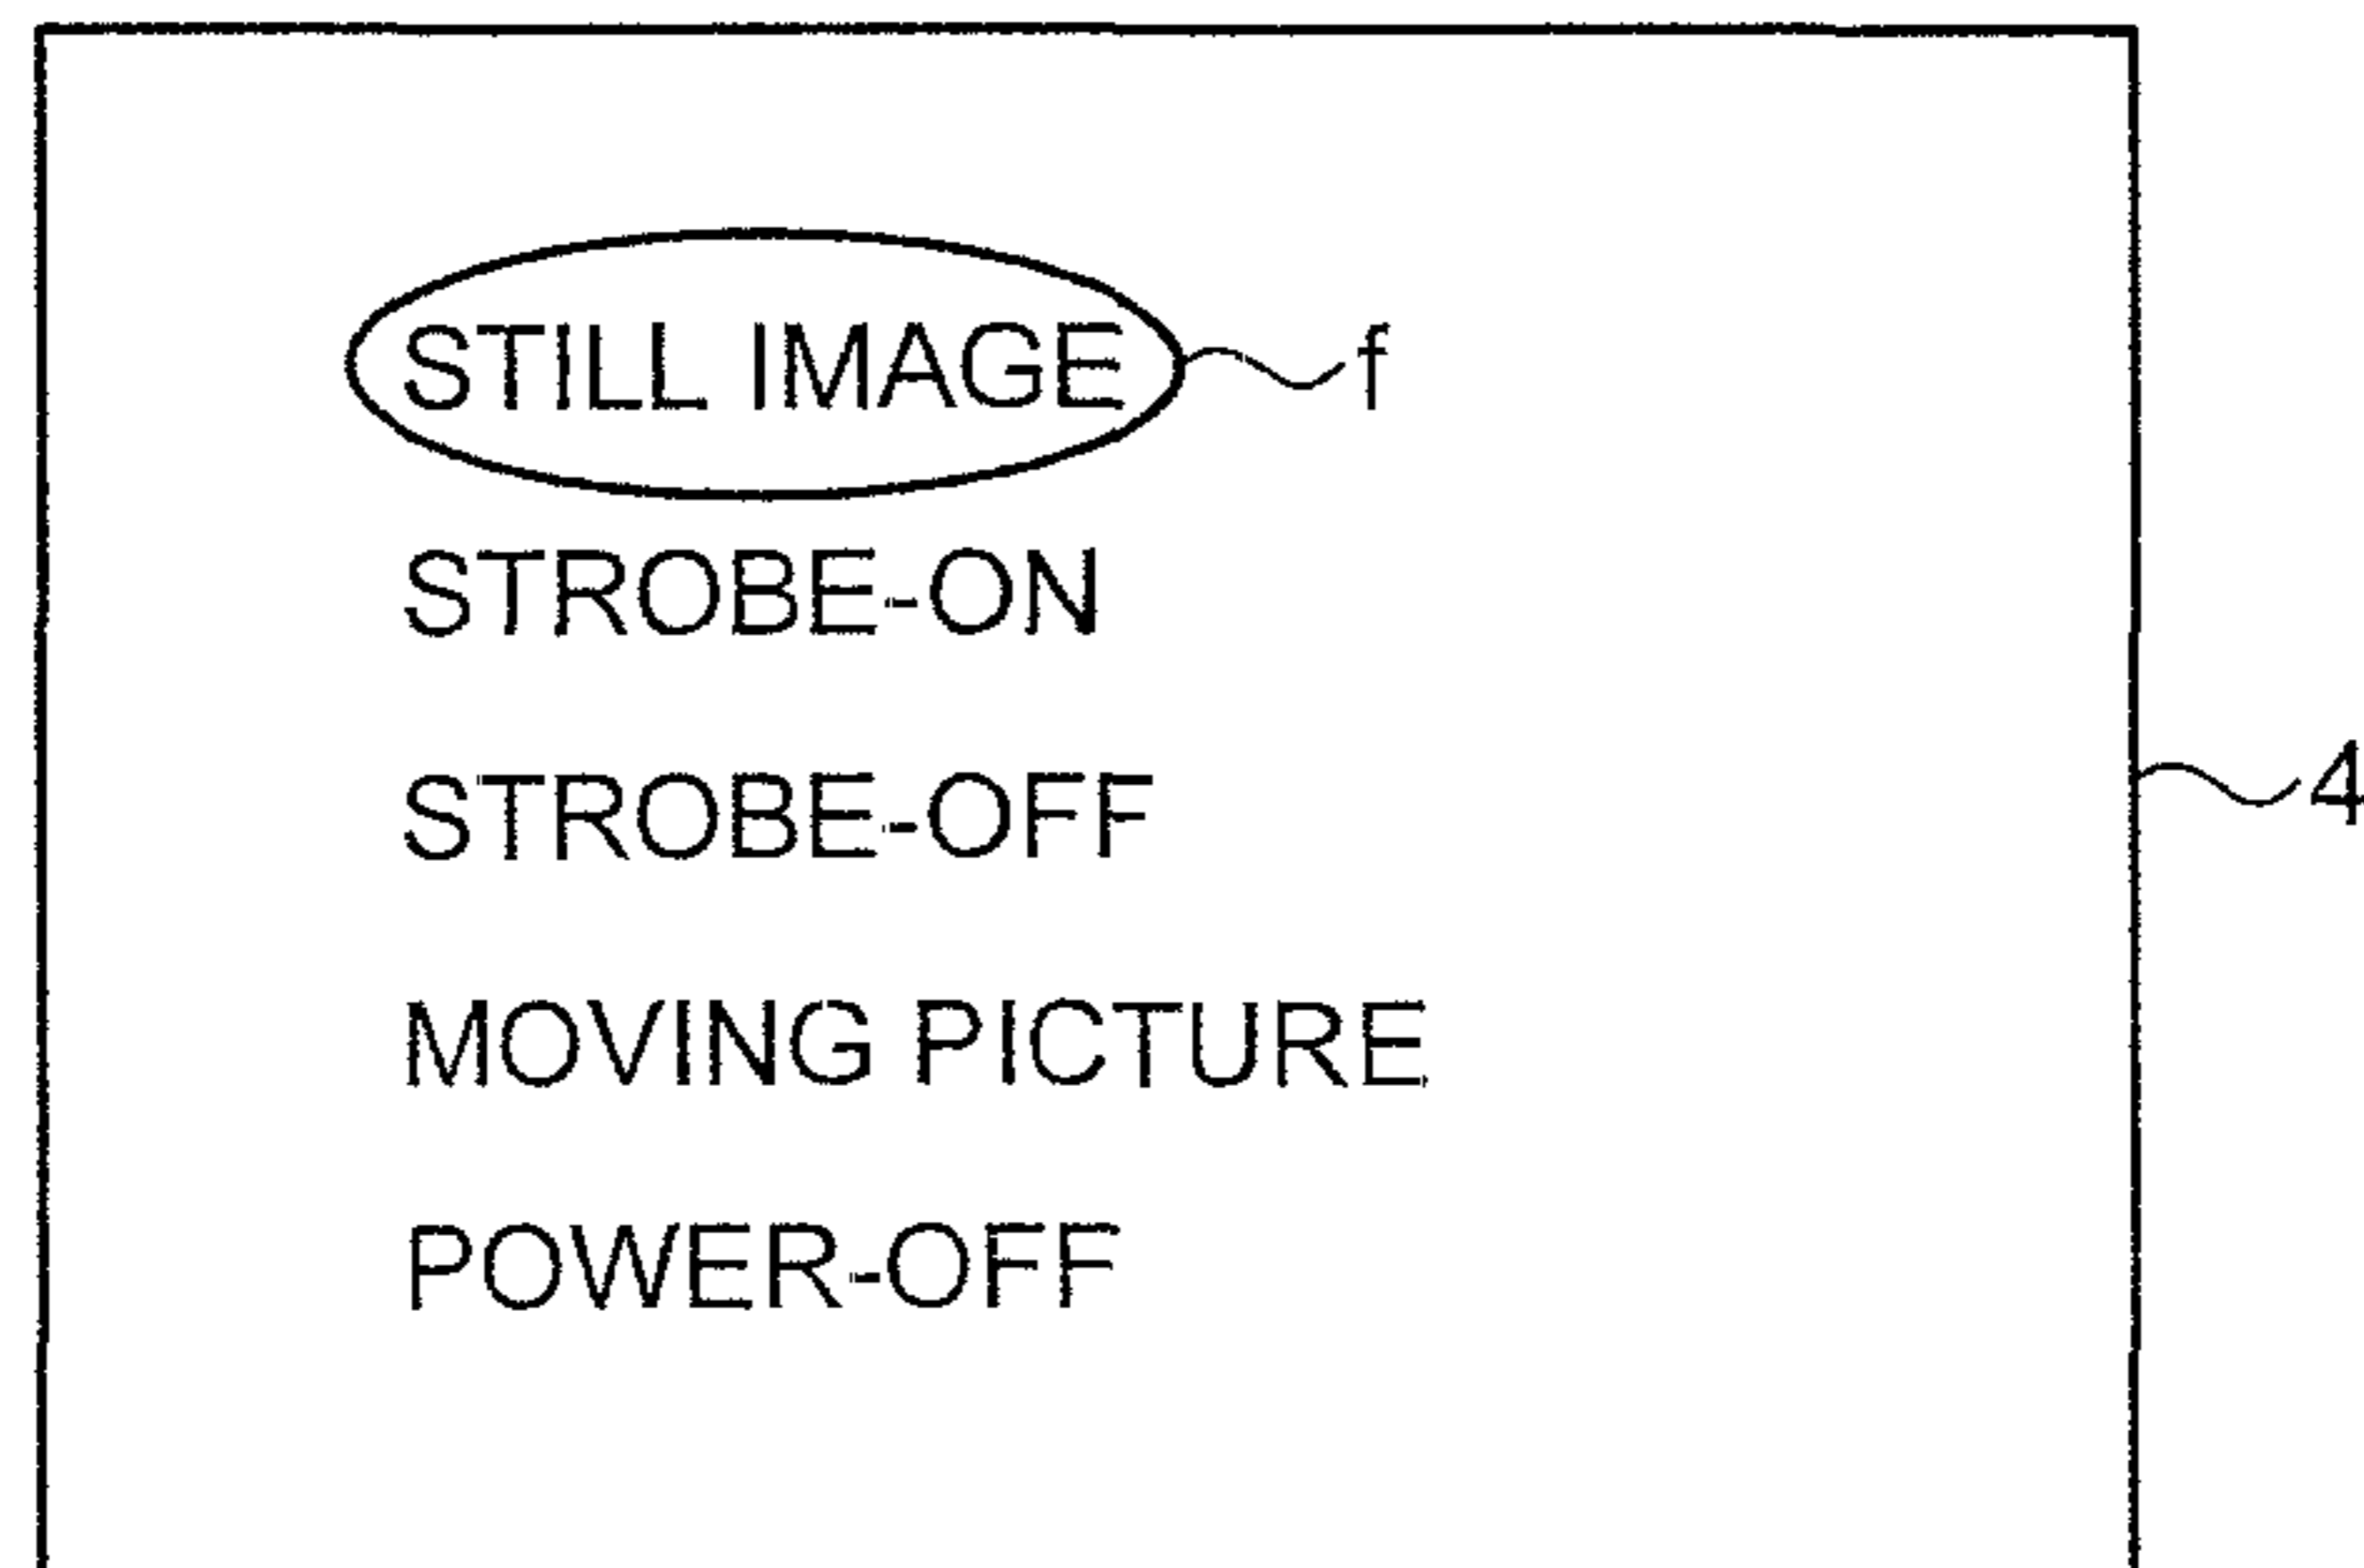 STILL IMAGE f
STROBE-ON
STROBE-OFF
4
MOVING PICTURE
POWER-OFF